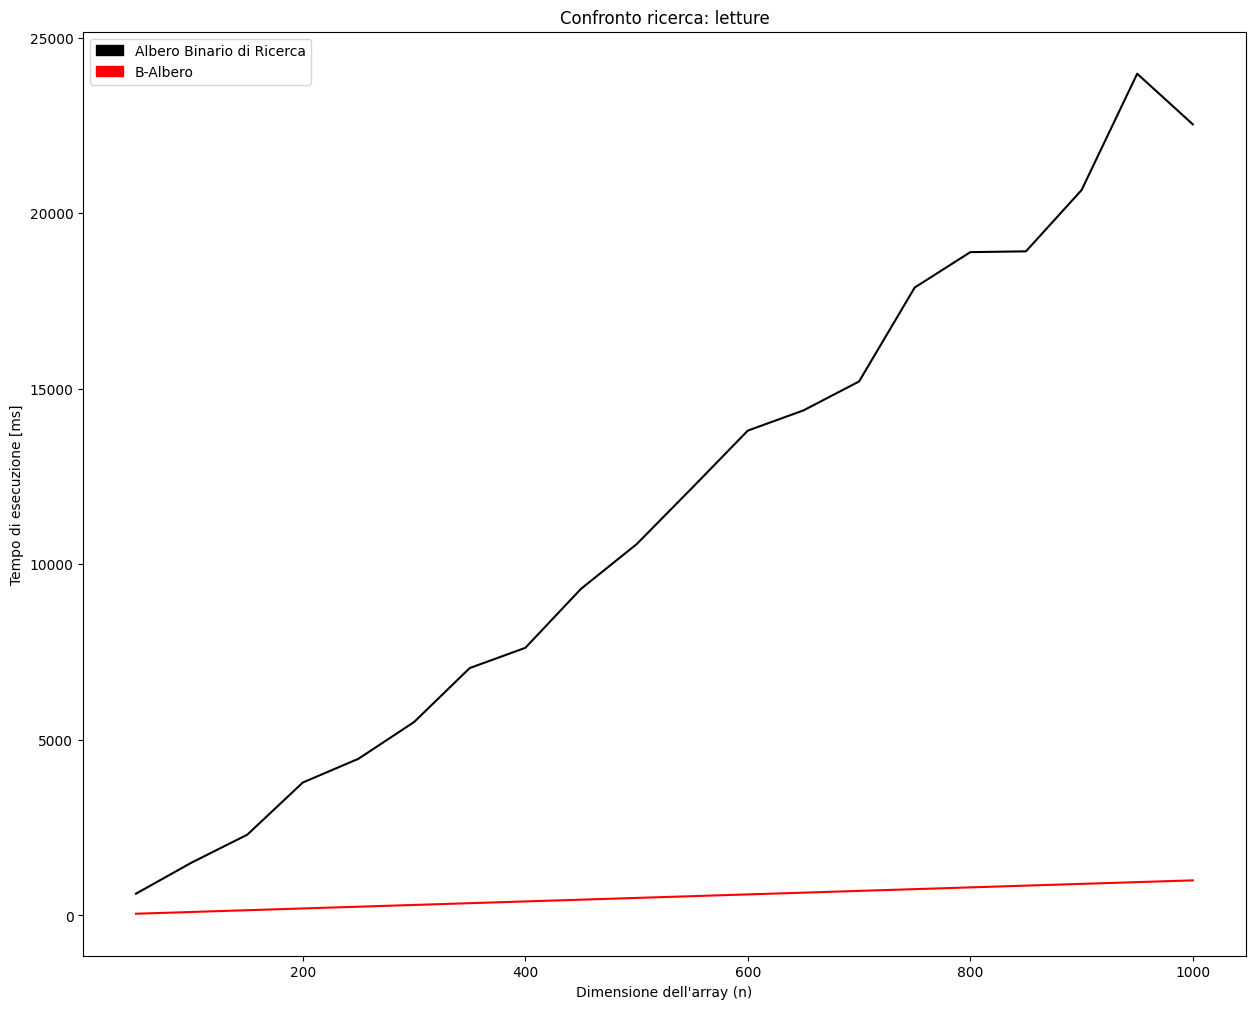 Confronto ricerca: letture
Albero Binario di Ricerca
B-Albero
25000
20000
15000
10000
5000
0
Tempo di esecuzione [ms]
200 400 600 800 1000
Dimensione dell'array (n)